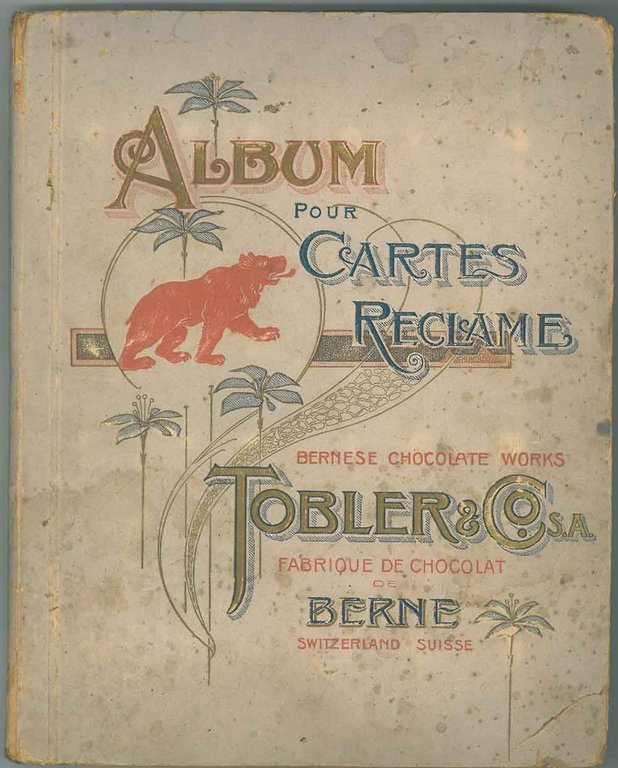 ALBUM
POUR
CARTES
RECLAME
BERNESE CHOCOLATE WORKS
TOBLER & Co. S.A.
FABRIQUE DE CHOCOLAT
DE
BERNE
SWITZERLAND SUISSE